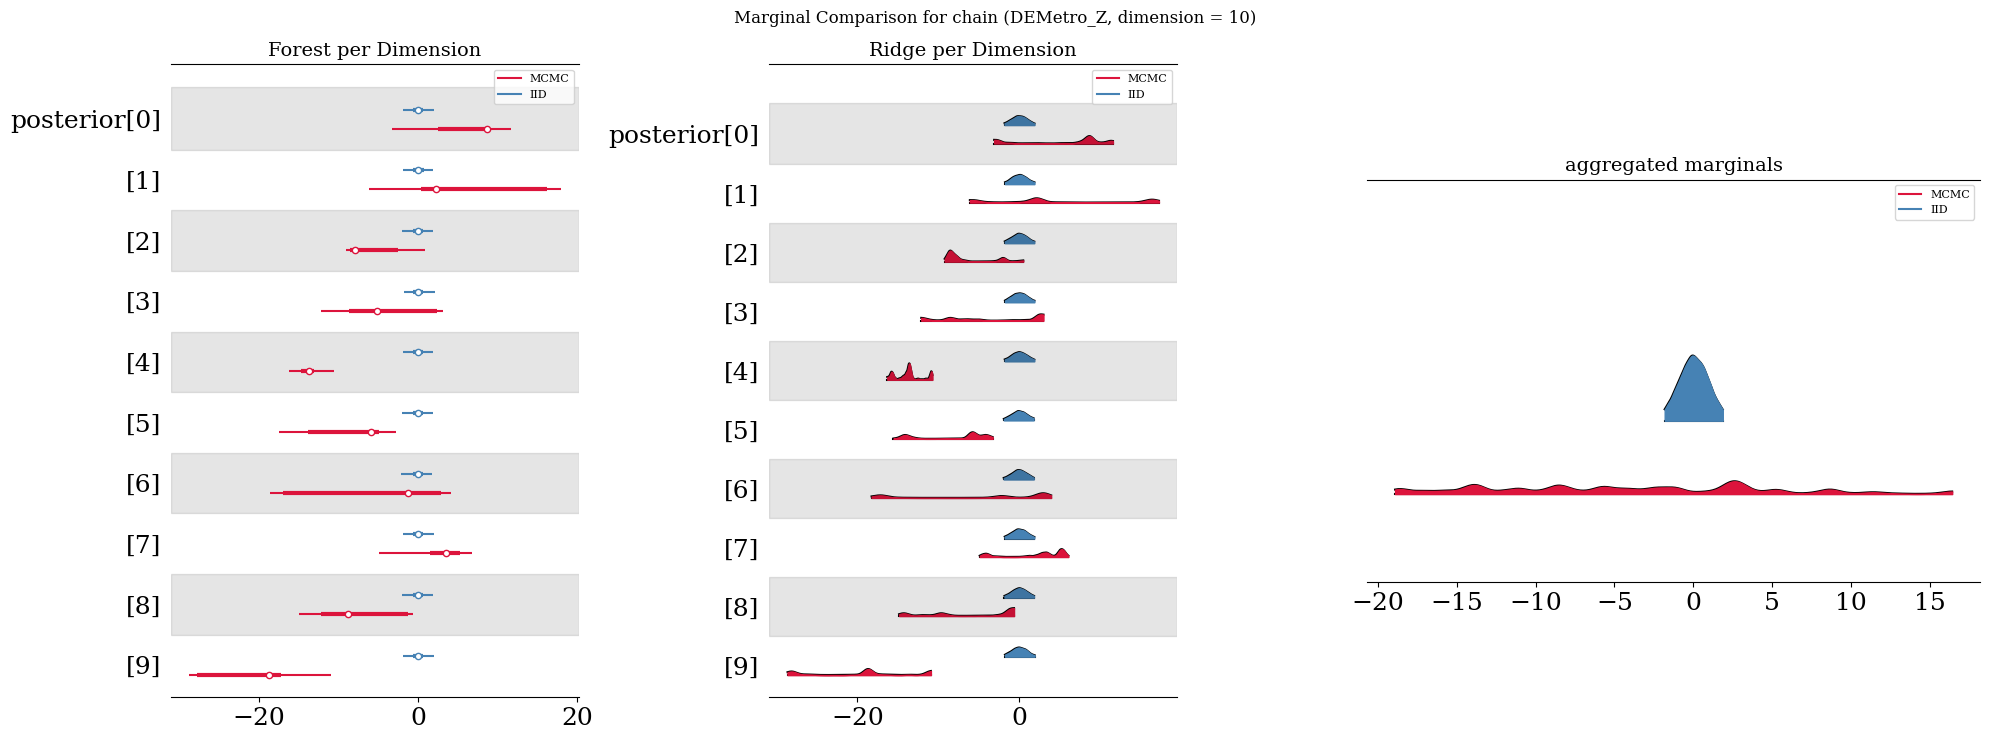 Marginal Comparison for chain (DEMetro_Z, dimension = 10)
Forest per Dimension
MCMC
IID
posterior[0]
[1]
[2]
[3]
[4]
[5]
[6]
[7]
[8]
[9]
−20 0 20
Ridge per Dimension
MCMC
IID
posterior[0]
[1]
[2]
[3]
[4]
[5]
[6]
[7]
[8]
[9]
−20 0
aggregated marginals
MCMC
IID
−20 −15 −10 −5 0 5 10 15